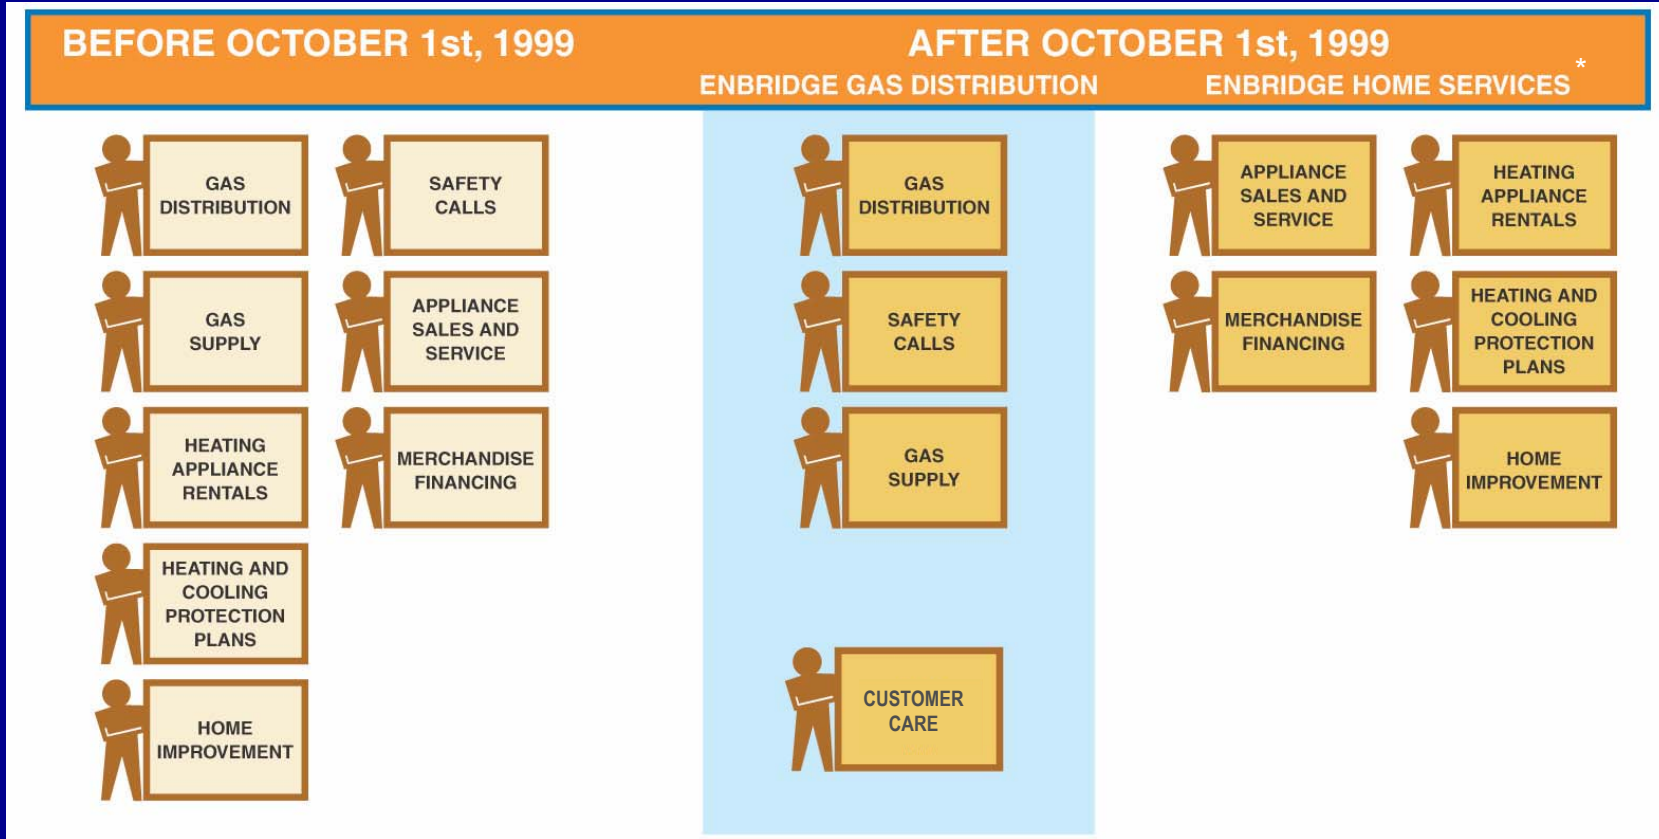 BEFORE OCTOBER 1st, 1999
AFTER OCTOBER 1st, 1999
ENBRIDGE GAS DISTRIBUTION
ENBRIDGE HOME SERVICES *
GAS
DISTRIBUTION
SAFETY
CALLS
GAS
SUPPLY
APPLIANCE
SALES AND
SERVICE
HEATING
APPLIANCE
RENTALS
MERCHANDISE
FINANCING
HEATING AND
COOLING
PROTECTION
PLANS
HOME
IMPROVEMENT
GAS
DISTRIBUTION
SAFETY
CALLS
GAS
SUPPLY
CUSTOMER
CARE
APPLIANCE
SALES AND
SERVICE
HEATING
APPLIANCE
RENTALS
MERCHANDISE
FINANCING
HEATING AND
COOLING
PROTECTION
PLANS
HOME
IMPROVEMENT